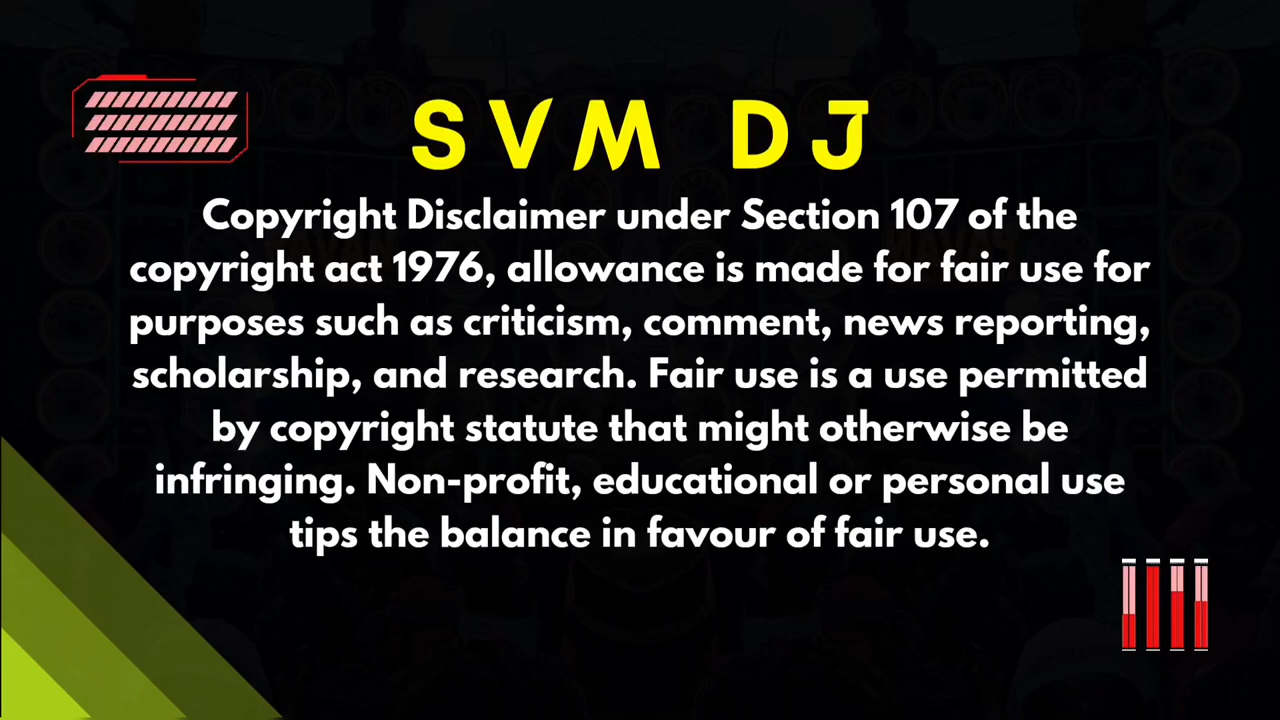 SVM DJ
Copyright Disclaimer under Section 107 of the
copyright act 1976, allowance is made for fair use for
purposes such as criticism, comment, news reporting,
scholarship, and research. Fair use is a use permitted
by copyright statute that might otherwise be
infringing. Non-profit, educational or personal use
tips the balance in favour of fair use.